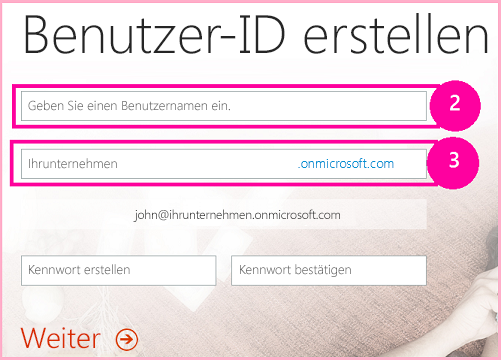 Benutzer-ID erstellen
Geben Sie einen Benutzernamen ein.
2
Ihrunternehmen .onmicrosoft.com
3
john@ihrunternehmen.onmicrosoft.com
Kennwort erstellen Kennwort bestätigen
Weiter